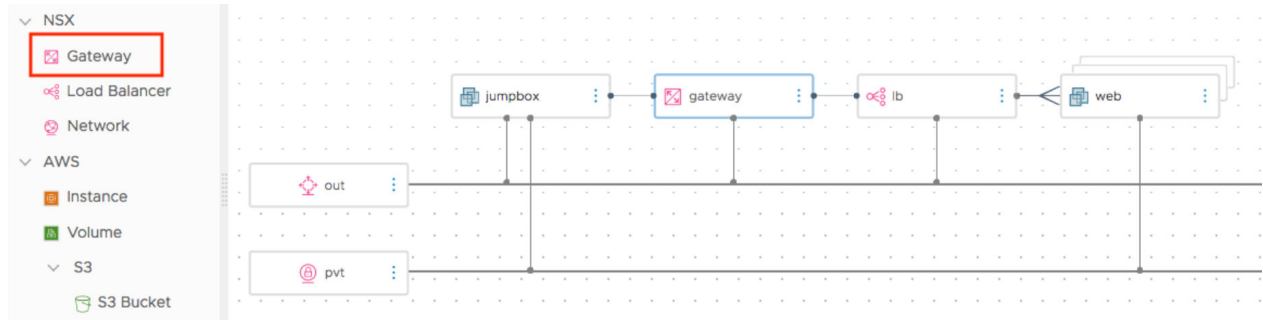 NSX
Gateway
Load Balancer
Network
AWS
Instance
Volume
S3
S3 Bucket
jumpbox
gateway
lb
web
out
pvt